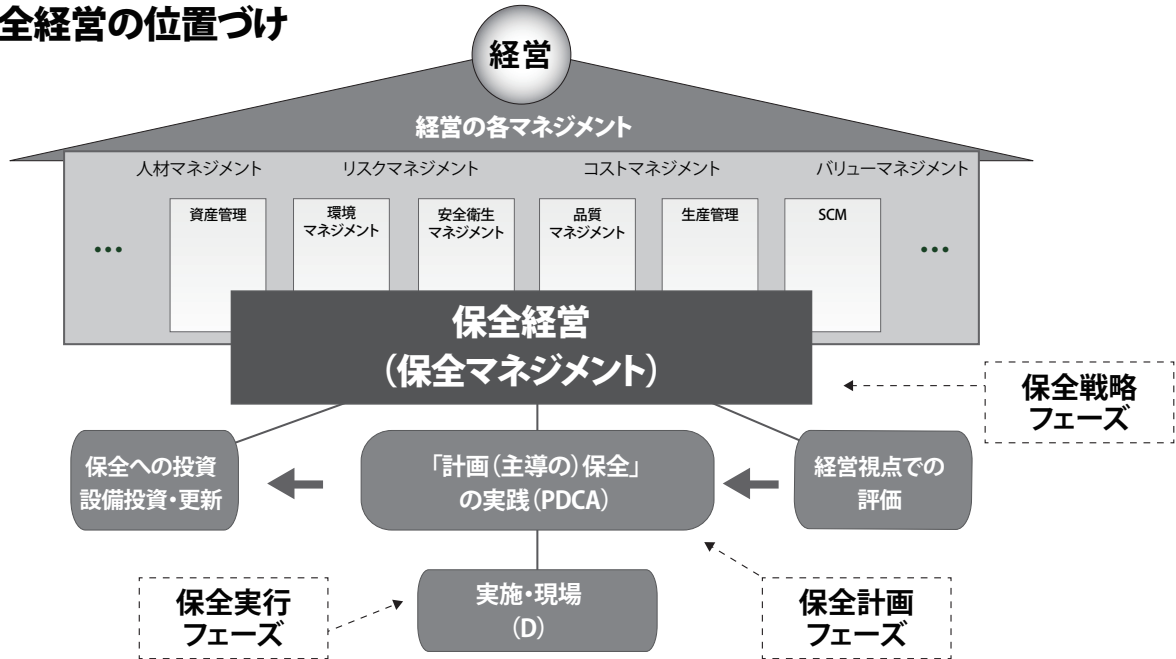 全経営の位置づけ
経営
経営の各マネジメント
人材マネジメント
リスクマネジメント
コストマネジメント
バリューマネジメント
•••
資産管理
環境
マネジメント
安全衛生
マネジメント
品質
マネジメント
生産管理
SCM
•••
保全経営
（保全マネジメント）
保全戦略
フェーズ
保全への投資
設備投資・更新
「計画（主導の）保全」
の実践（PDCA）
経営視点での
評価
保全実行
フェーズ
実施・現場
（D）
保全計画
フェーズ